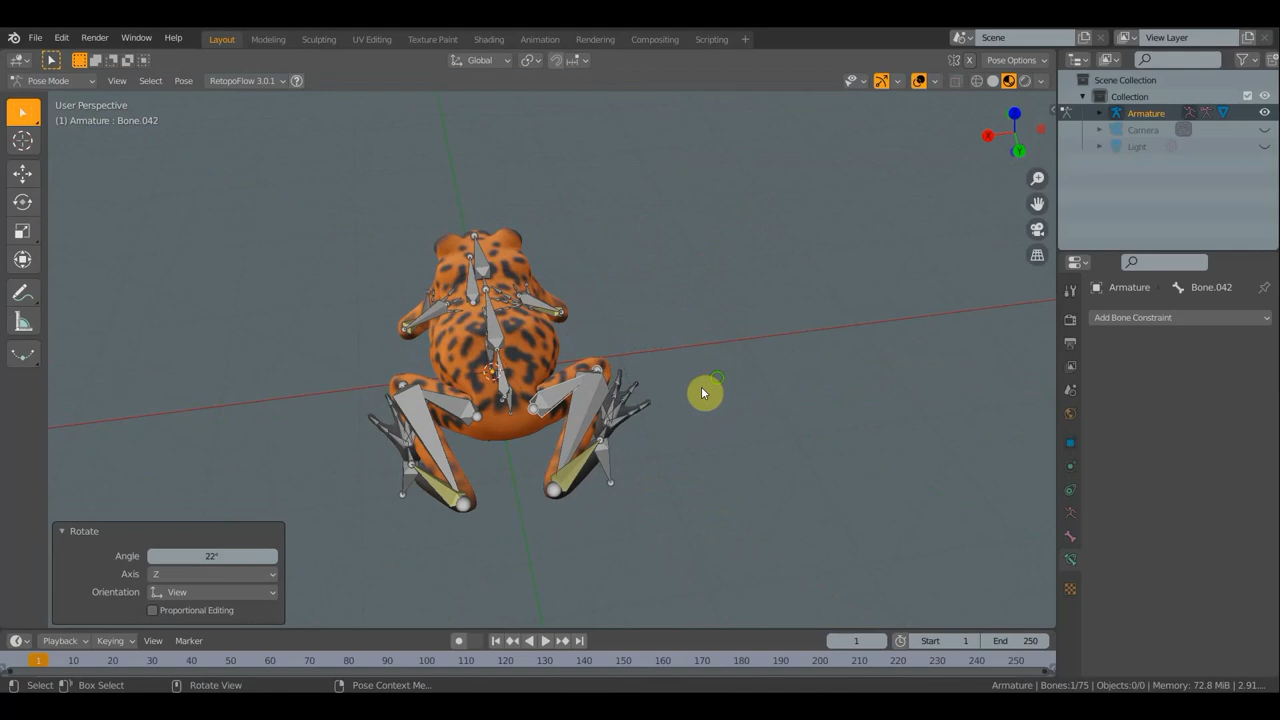 File Edit Render Window Help Layout Modeling Sculpting UV Editing Texture Paint Shading Animation Rendering Compositing Scripting + Scene View Layer
Global X Pose Options
Pose Mode View Select Pose RetopoFlow 3.0.1
User Perspective
(1) Armature : Bone.042
Scene Collection
Collection
Armature
Camera
Light
X
Y
Armature Bone.042
Add Bone Constraint
Rotate
Angle 22°
Axis Z
Orientation View
Proportional Editing
Playback Keying View Marker 1 Start 1 End 250
1 10 20 30 40 50 60 70 80 90 100 110 120 130 140 150 160 170 180 190 200 210 220 230 240 250
Select Box Select Rotate View Pose Context Me... Armature | Bones:1/75 | Objects:0/0 | Memory: 72.8 MiB | 2.91...